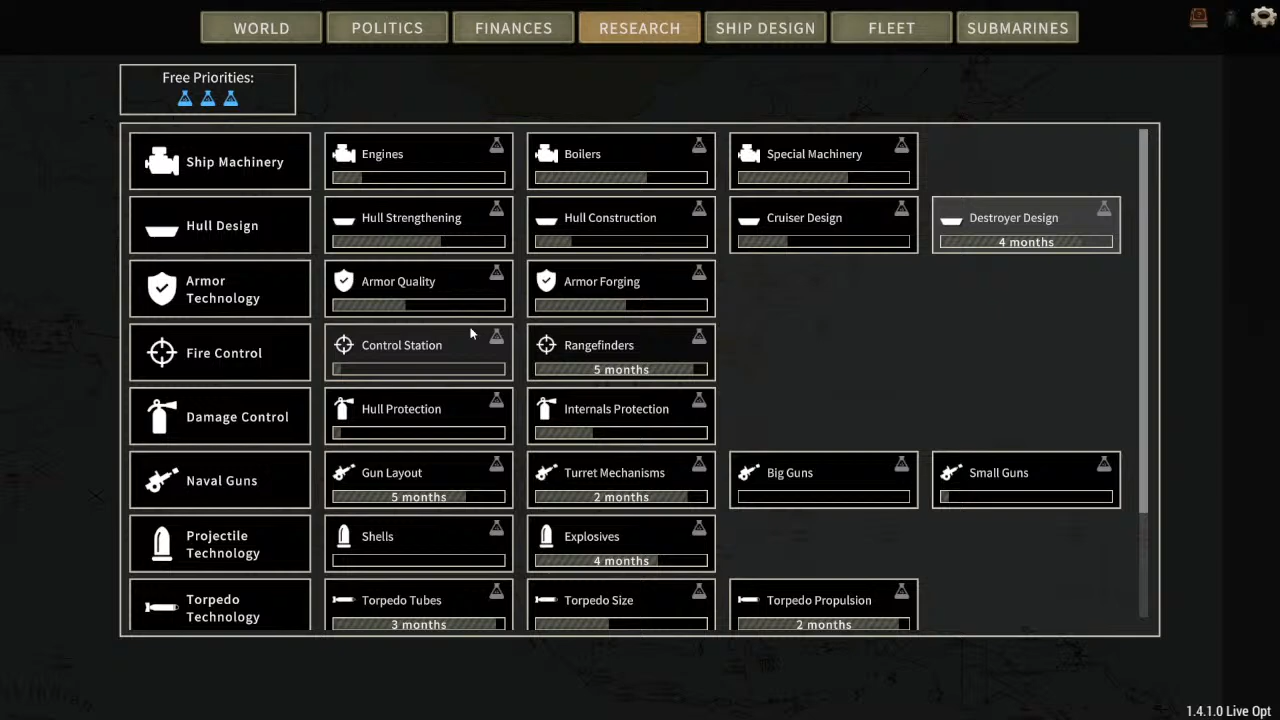 WORLD
POLITICS
FINANCES
RESEARCH
SHIP DESIGN
FLEET
SUBMARINES
Free Priorities:
Ship Machinery
Engines
Boilers
Special Machinery
Hull Design
Hull Strengthening
Hull Construction
Cruiser Design
Destroyer Design
4 months
Armor
Technology
Armor Quality
Armor Forging
Fire Control
Control Station
Rangefinders
5 months
Damage Control
Hull Protection
Internals Protection
Naval Guns
Gun Layout
5 months
Turret Mechanisms
2 months
Big Guns
Small Guns
Projectile
Technology
Shells
Explosives
4 months
Torpedo
Technology
Torpedo Tubes
3 months
Torpedo Size
Torpedo Propulsion
2 months
1.4.1.0 Live Opt